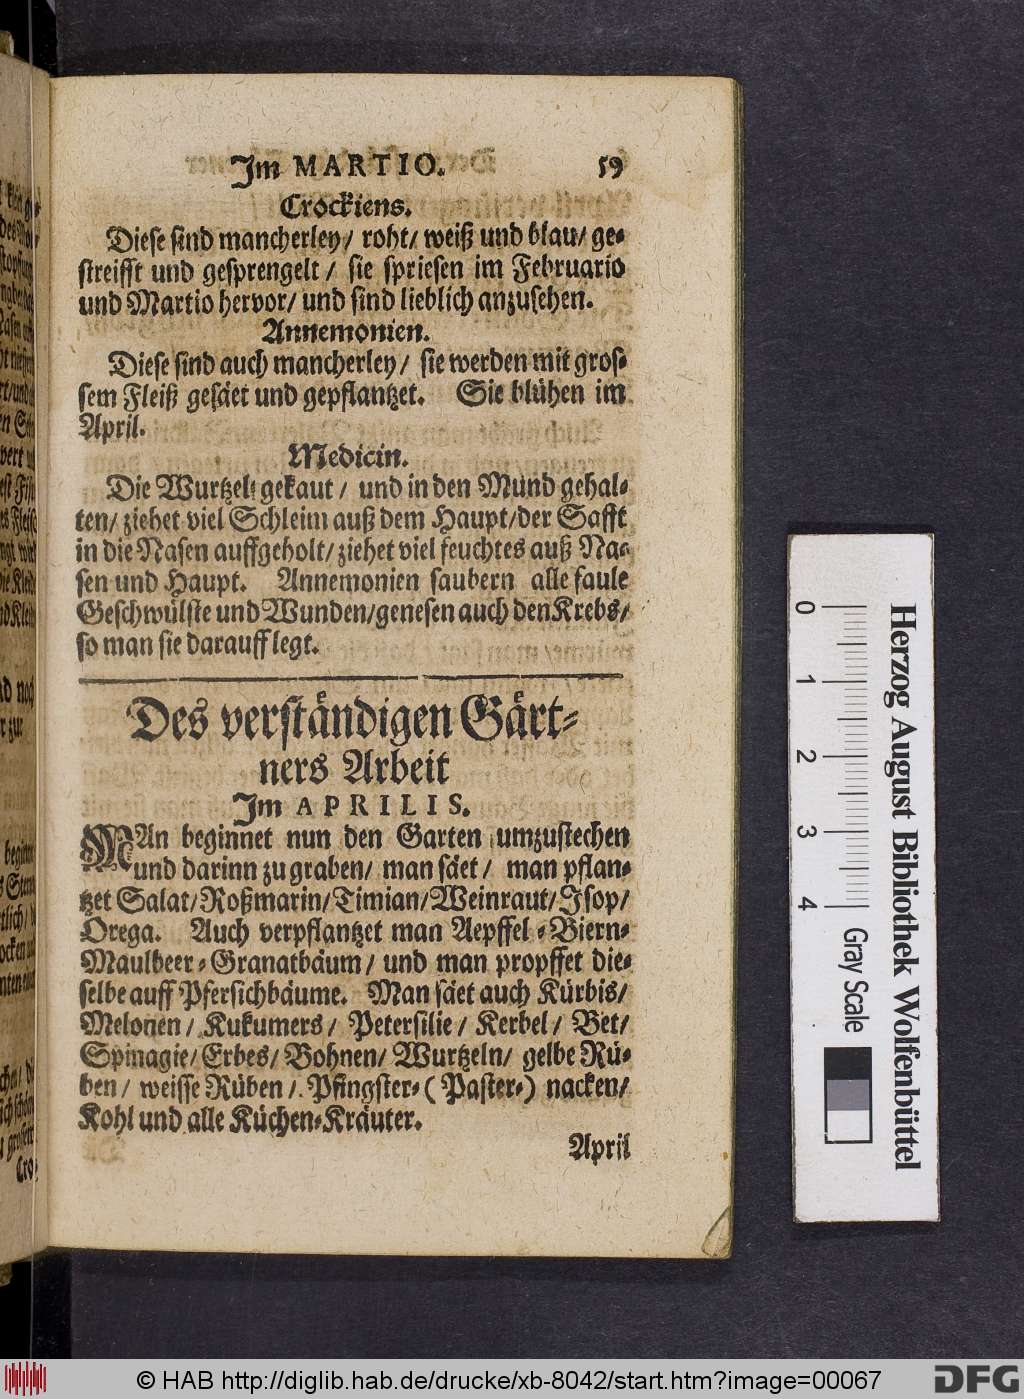 Im MARTIO. 59
Crockiens.
Diese sind mancherley/ roht/ weiß und blau/ ge-
streifft und gesprengelt / sie spriesen im Februario
und Martio hervor/ und sind lieblich anzusehen.
Annemonien.
Diese sind auch mancherley/ sie werden mit gros-
sem Fleiß gesäet und gepflantzet. Sie blühen im
April.
Medicin.
Die Wurtzel gekaut / und in den Mund gehal-
ten/ ziehet viel Schleim auß dem Haupt/der Safft
in die Nasen auffgeholt/ ziehet viel feuchtes auß Na-
sen und Haupt. Annemonien saubern alle faule
Geschwülste und Wunden/genesen auch den Krebs/
so man sie darauff legt.
Des verständigen Gärt-
ners Arbeit
Im APRILIS.
MAn beginnet nun den Garten umzustechen
und darinn zu graben/ man säet / man pflan-
tzet Salat/Roßmarin/Timian/Weinraut/Isop/
Orega. Auch verpflantzet man Aepffel-Biern-
Maulbeer-Granatbäum/ und man propffet die-
selbe auff Pfersichbäume. Man säet auch Kürbis/
Melonen / Kukumers / Petersilie / Kerbel / Bet/
Spinagie/Erbes/ Bohnen/ Wurtzeln/ gelbe Rü-
ben / weisse Rüben / Pfingster-( Paster-) nacken/
Kohl und alle Küchen-Kräuter.
April
0 1 2 3 4
Gray Scale
Herzog August Bibliothek Wolfenbüttel
© HAB http://diglib.hab.de/drucke/xb-8042/start.htm?image=00067
DFG